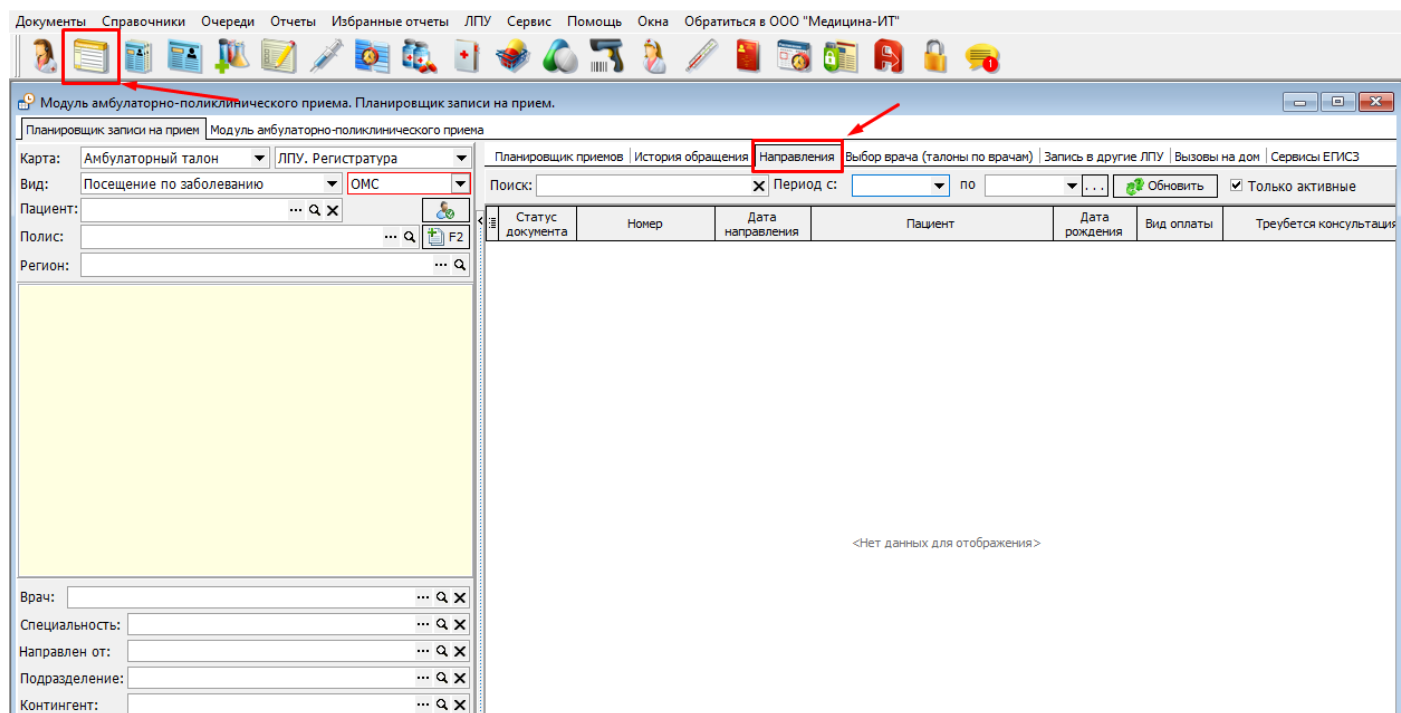 Документы Справочники Очереди Отчеты Избранные отчеты ЛПУ Сервис Помощь Окна Обратиться в ООО "Медицина-ИТ"
1
Модуль амбулаторно-поликлинического приема. Планировщик записи на прием.
Планировщик записи на прием Модуль амбулаторно-поликлинического приема
Карта: Амбулаторный талон ЛПУ. Регистратура
Вид: Посещение по заболеванию ОМС
Пациент:
Полис: F2
Регион:
Врач:
Специальность:
Направлен от:
Подразделение:
Контингент:
Планировщик приемов История обращения Направления Выбор врача (талоны по врачам) Запись в другие ЛПУ Вызовы на дом Сервисы ЕГИСЗ
Поиск: Период с: по ... Обновить Только активные
Статус документа Номер Дата направления Пациент Дата рождения Вид оплаты Треубется консультация
<Нет данных для отображения>